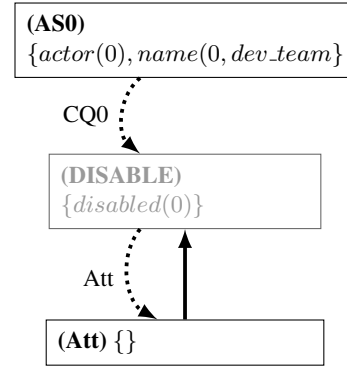 (AS0)
{actor(0), name(0, dev_team}
CQ0
(DISABLE)
{disabled(0)}
Att
(Att) {}